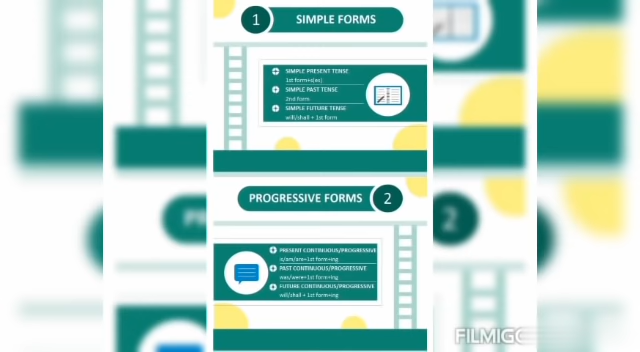 1
SIMPLE FORMS
SIMPLE PRESENT TENSE
1st form+s(es)
SIMPLE PAST TENSE
2nd form
SIMPLE FUTURE TENSE
will/shall + 1st form
PROGRESSIVE FORMS
2
PRESENT CONTINUOUS/PROGRESSIVE
is/am/are+1st form+ing
PAST CONTINUOUS/PROGRESSIVE
was/were+1st form+ing
FUTURE CONTINUOUS/PROGRESSIVE
will/shall + 1st form+ing
2
FILMIGO